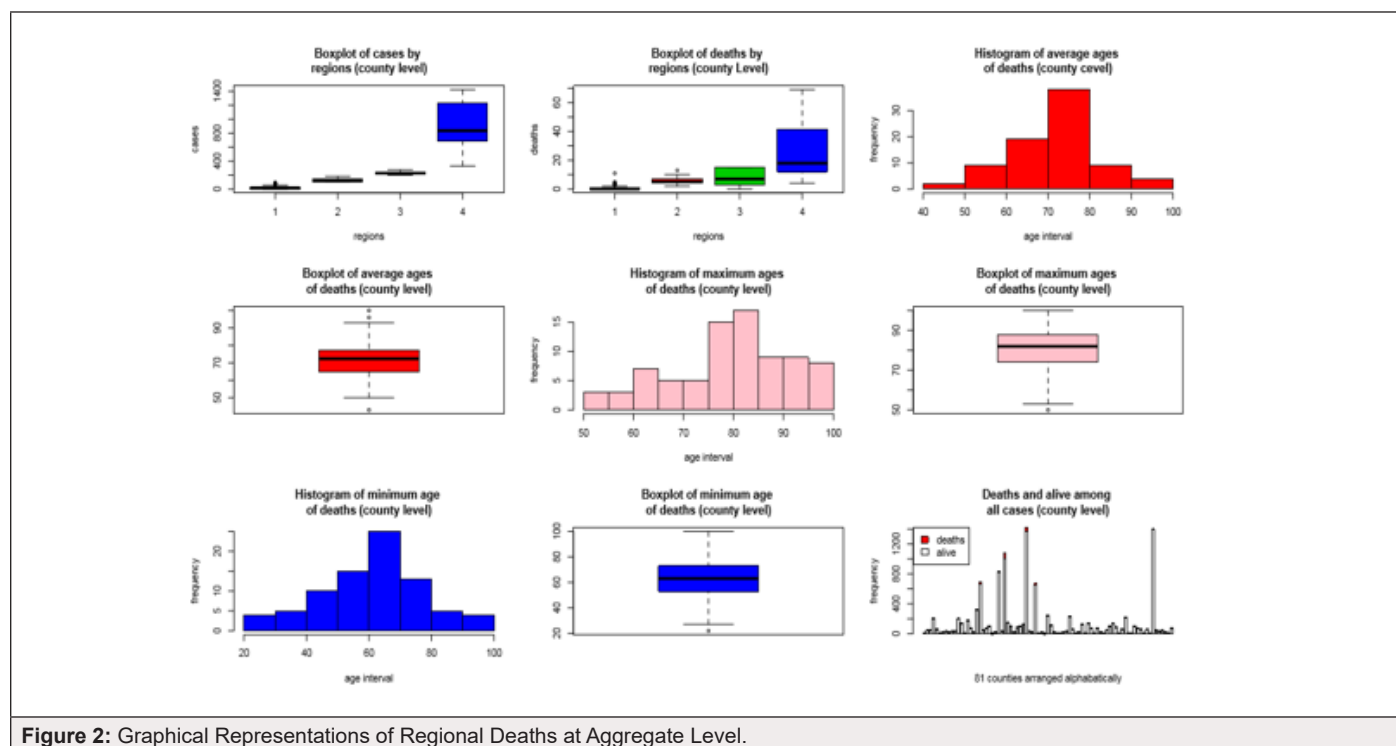 Boxplot of cases by
regions (county level)
cases
0
400
800
1400
1 2 3 4
regions
Boxplot of deaths by
regions (county Level)
deaths
0
20
40
60
1 2 3 4
regions
Histogram of average ages
of deaths (county cevel)
frequency
0
10
20
30
40 50 60 70 80 90 100
age interval
Boxplot of average ages
of deaths (county level)
50
70
90
Histogram of maximum ages
of deaths (county level)
frequency
0
5
10
15
50 60 70 80 90 100
age interval
Boxplot of maximum ages
of deaths (county level)
50
70
90
Histogram of minimum age
of deaths (county level)
frequency
0
5
10
20
20 40 60 80 100
age interval
Boxplot of minimum age
of deaths (county level)
20
40
60
80
100
Deaths and alive among
all cases (county level)
deaths
alive
frequency
0
400
800
1200
81 counties arranged alphabetically
Figure 2: Graphical Representations of Regional Deaths at Aggregate Level.